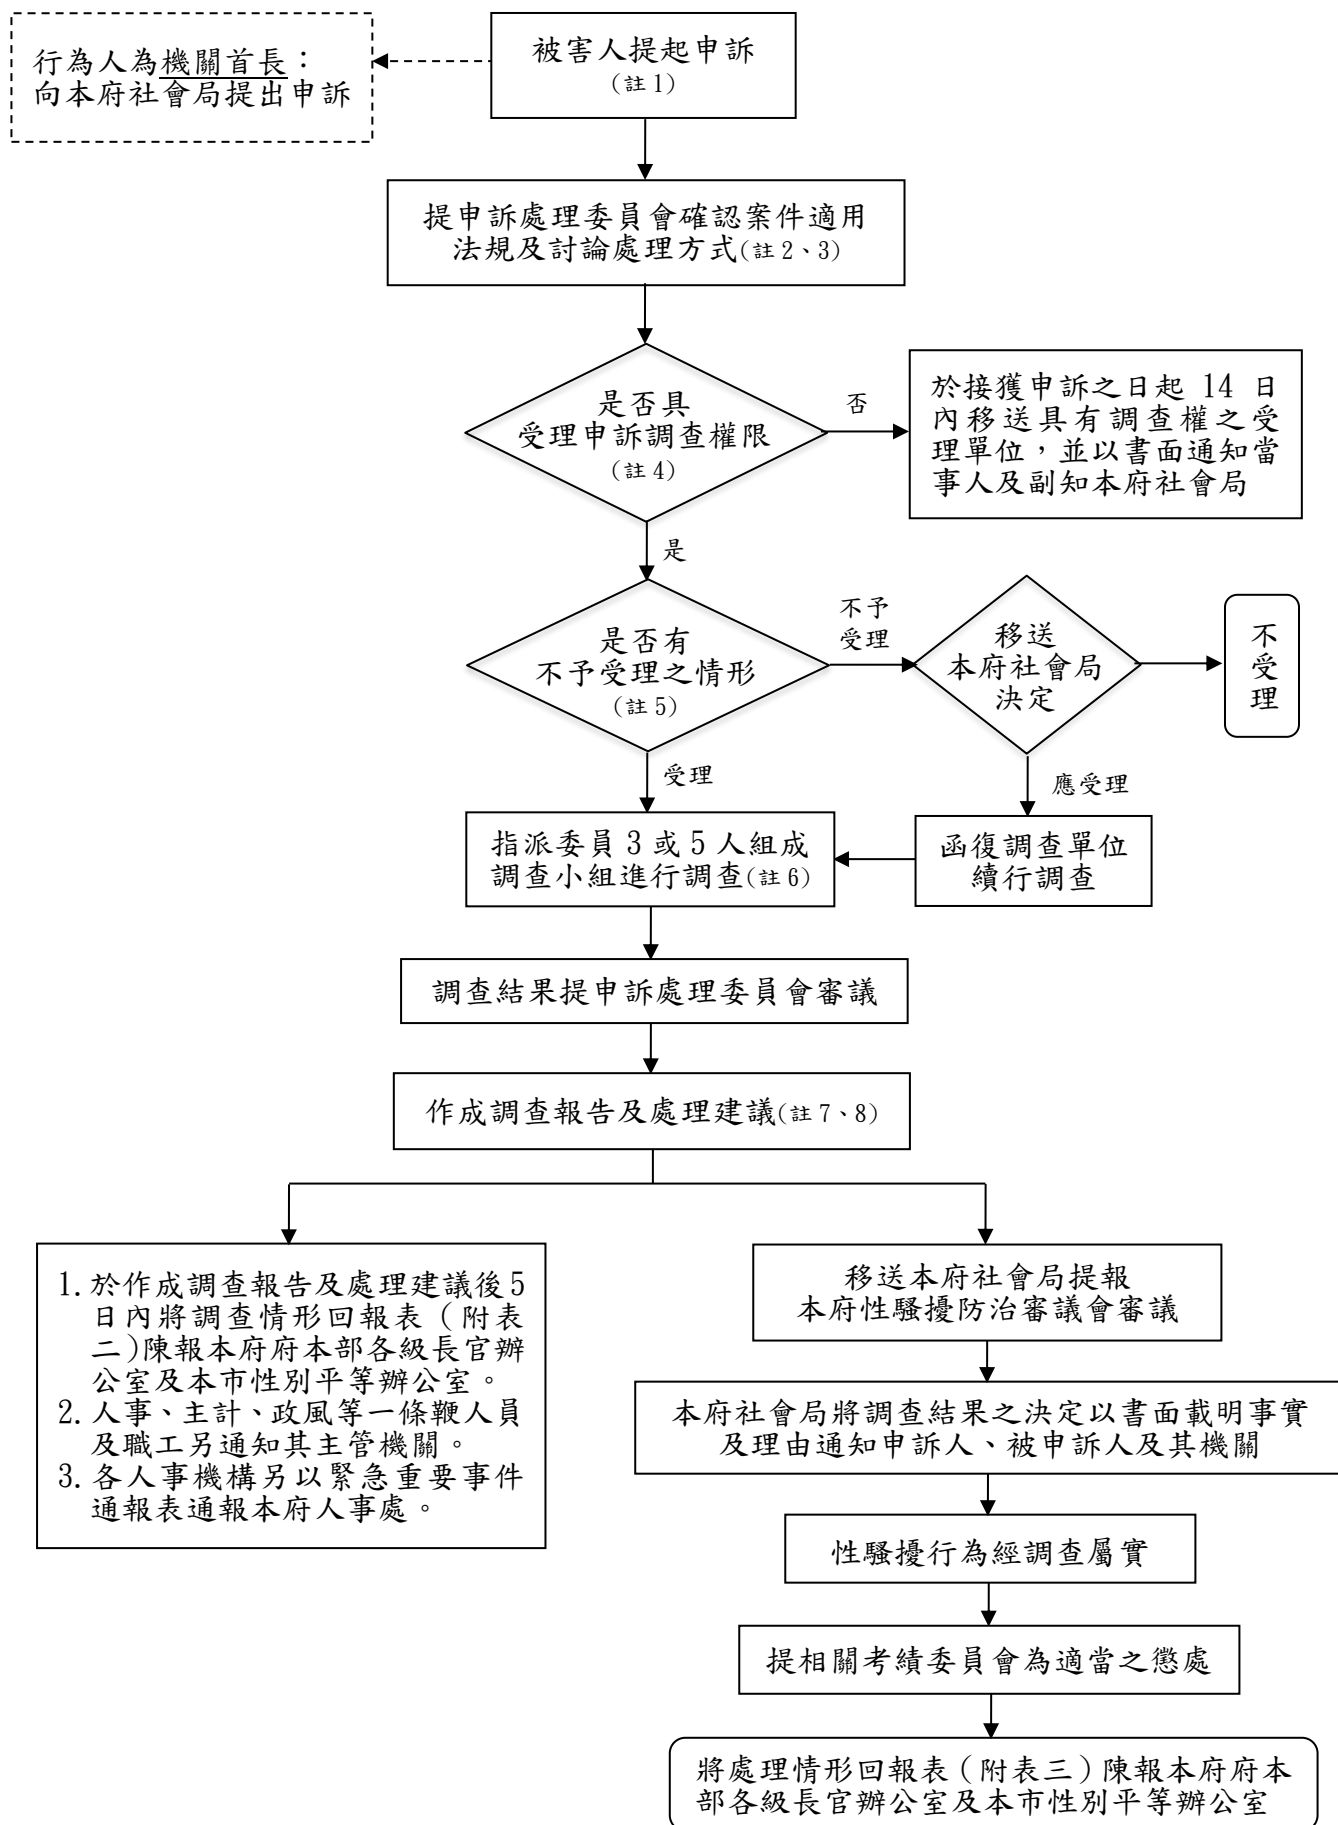 行為人為機關首長：
向本府社會局提出申訴
被害人提起申訴
(註 1)
提申訴處理委員會確認案件適用
法規及討論處理方式(註 2、3)
是否具
受理申訴調查權限
(註 4)
否
於接獲申訴之日起 14 日
內移送具有調查權之受
理單位，並以書面通知當
事人及副知本府社會局
是
是否有
不予受理之情形
(註 5)
不予
受理
移送
本府社會局
決定
不
受
理
受理
應受理
指派委員 3 或 5 人組成
調查小組進行調查(註 6)
函復調查單位
續行調查
調查結果提申訴處理委員會審議
作成調查報告及處理建議(註 7、8)
1. 於作成調查報告及處理建議後 5
日內將調查情形回報表（附表
二）陳報本府府本部各級長官辦
公室及本市性別平等辦公室。
2. 人事、主計、政風等一條鞭人員
及職工另通知其主管機關。
3. 各人事機構另以緊急重要事件
通報表通報本府人事處。
移送本府社會局提報
本府性騷擾防治審議會審議
本府社會局將調查結果之決定以書面載明事實
及理由通知申訴人、被申訴人及其機關
性騷擾行為經調查屬實
提相關考績委員會為適當之懲處
將處理情形回報表（附表三）陳報本府府本
部各級長官辦公室及本市性別平等辦公室